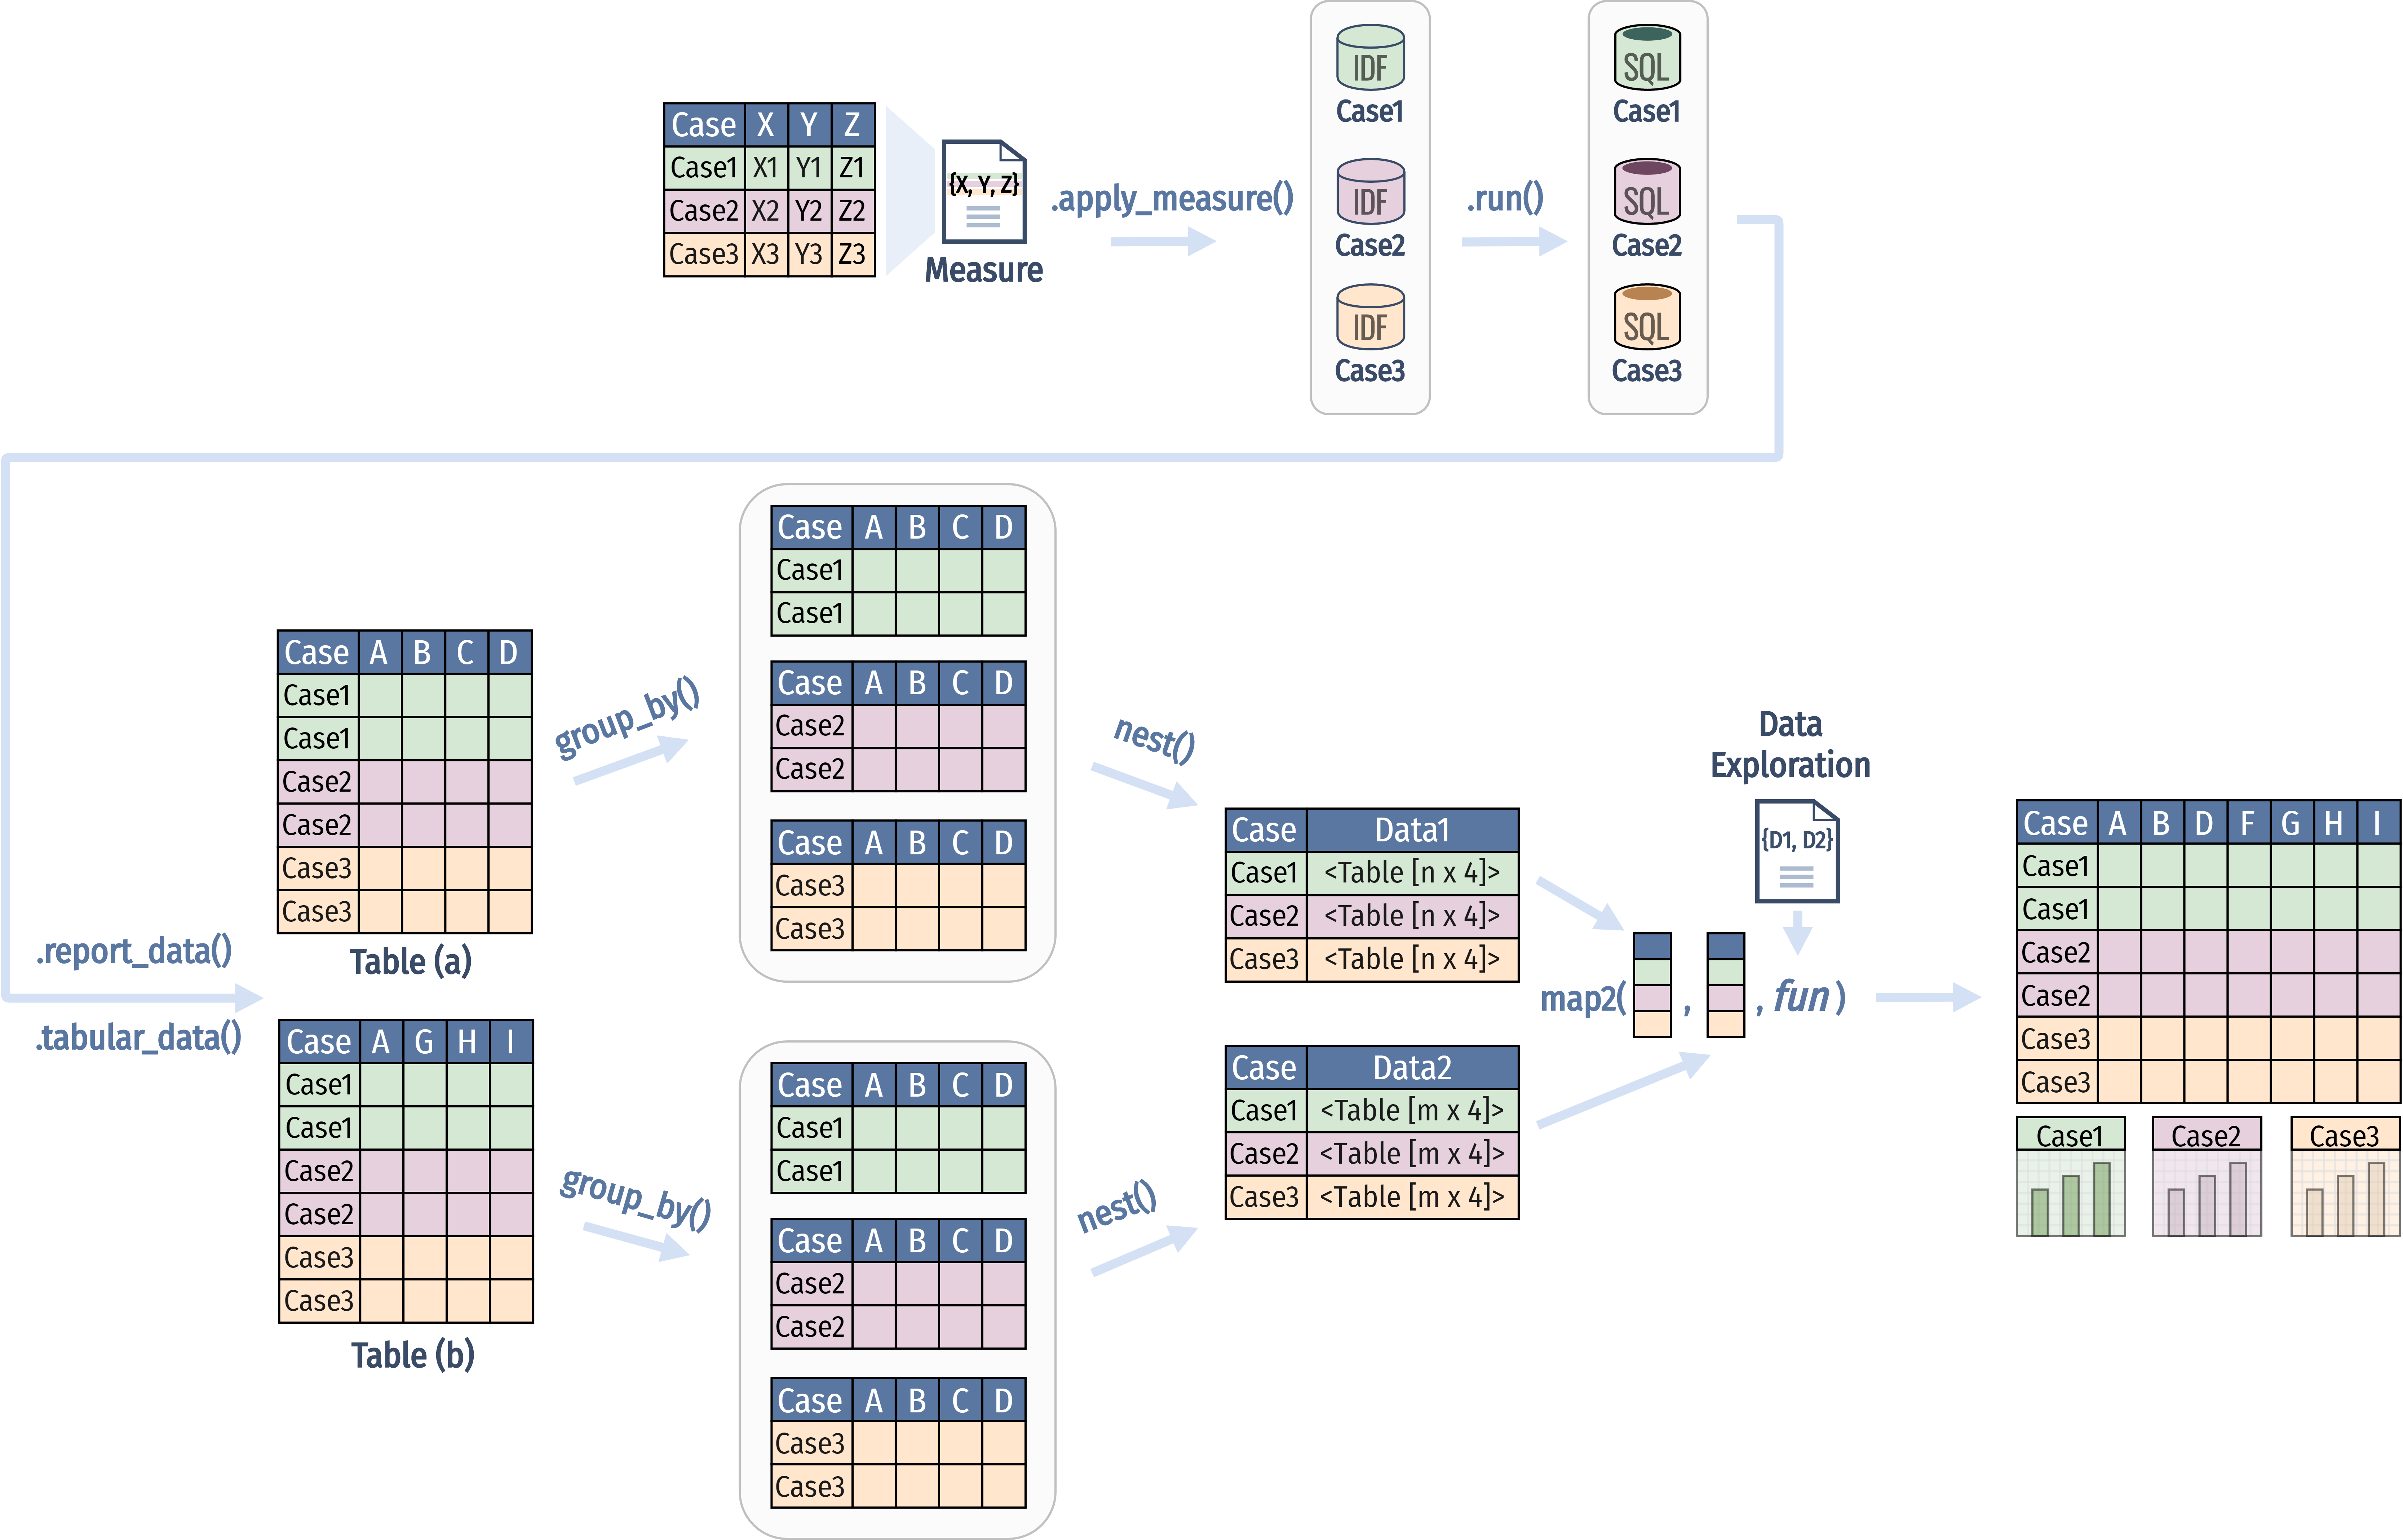 Case X Y Z
Case1 X1 Y1 Z1
Case2 X2 Y2 Z2
Case3 X3 Y3 Z3
{X, Y, Z}
Measure
.apply_measure()
IDF
Case1
IDF
Case2
IDF
Case3
.run()
SQL
Case1
SQL
Case2
SQL
Case3
.report_data()
.tabular_data()
Case A B C D
Case1
Case1
Case2
Case2
Case3
Case3
Table (a)
Case A G H I
Case1
Case1
Case2
Case2
Case3
Case3
Table (b)
group_by()
group_by()
Case A B C D
Case1
Case1
Case A B C D
Case2
Case2
Case A B C D
Case3
Case3
Case A B C D
Case1
Case1
Case A B C D
Case2
Case2
Case A B C D
Case3
Case3
nest()
nest()
Case Data1
Case1 <Table [n x 4]>
Case2 <Table [n x 4]>
Case3 <Table [n x 4]>
Case Data2
Case1 <Table [m x 4]>
Case2 <Table [m x 4]>
Case3 <Table [m x 4]>
Data
Exploration
{D1, D2}
map2( , , fun )
Case A B D F G H I
Case1
Case1
Case2
Case2
Case3
Case3
Case1 Case2 Case3